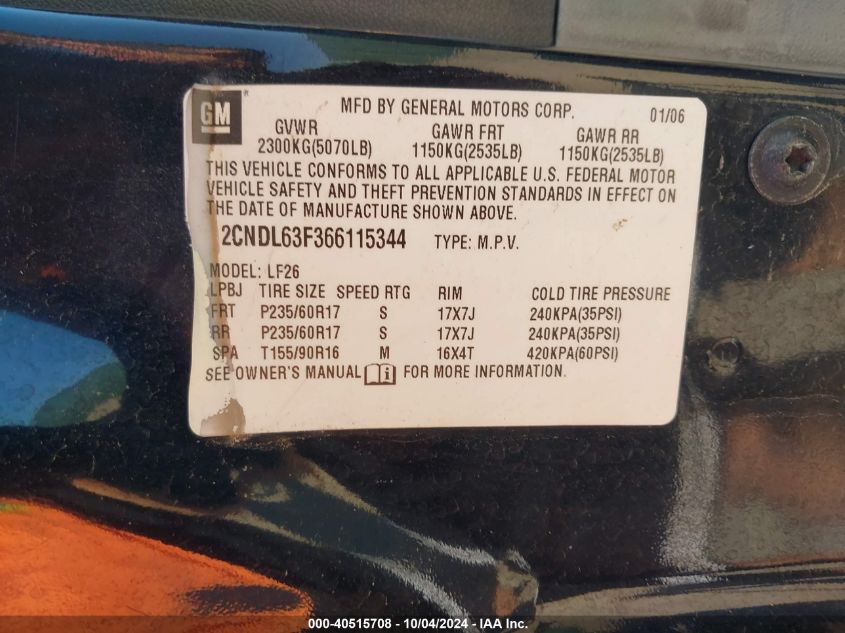 GM
MFD BY GENERAL MOTORS CORP. 01/06
GVWR GAWR FRT GAWR RR
2300KG(5070LB) 1150KG(2535LB) 1150KG(2535LB)
THIS VEHICLE CONFORMS TO ALL APPLICABLE U.S. FEDERAL MOTOR
VEHICLE SAFETY AND THEFT PREVENTION STANDARDS IN EFFECT ON
THE DATE OF MANUFACTURE SHOWN ABOVE.
2CNDL63F366115344 TYPE: M.P.V.
MODEL: LF26
LPBJ TIRE SIZE SPEED RTG RIM COLD TIRE PRESSURE
FRT P235/60R17 S 17X7J 240KPA(35PSI)
RR P235/60R17 S 17X7J 240KPA(35PSI)
SPA T155/90R16 M 16X4T 420KPA(60PSI)
SEE OWNER'S MANUAL i FOR MORE INFORMATION.
000-40515708 - 10/04/2024 - IAA Inc.